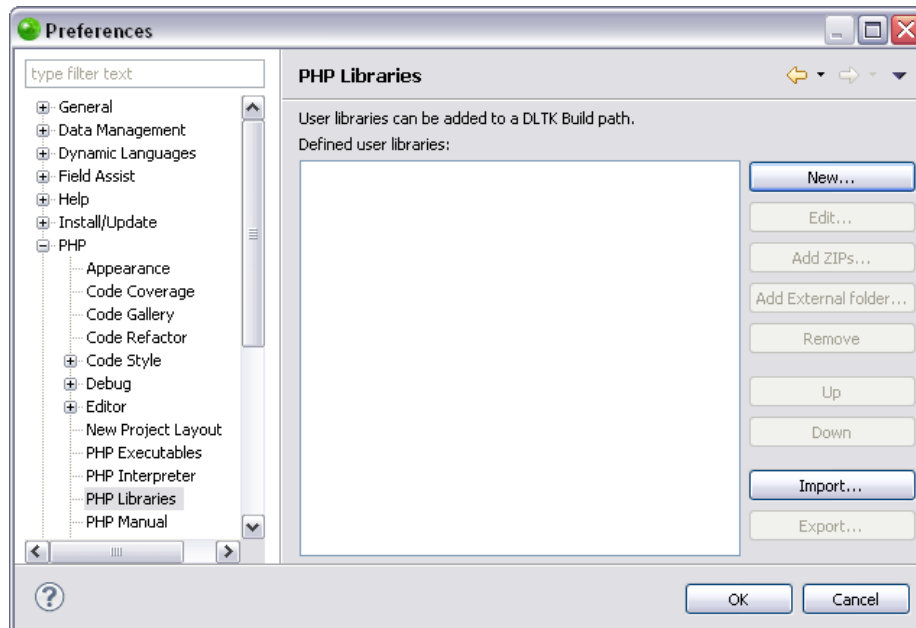 Preferences
type filter text
General
Data Management
Dynamic Languages
Field Assist
Help
Install/Update
PHP
Appearance
Code Coverage
Code Gallery
Code Refactor
Code Style
Debug
Editor
New Project Layout
PHP Executables
PHP Interpreter
PHP Libraries
PHP Manual
PHP Libraries
User libraries can be added to a DLTK Build path.
Defined user libraries:
New...
Edit...
Add ZIPs...
Add External folder...
Remove
Up
Down
Import...
Export...
?
OK
Cancel